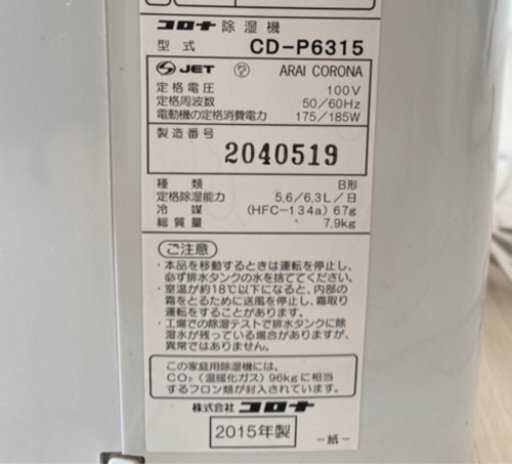 コロナ 除湿機
型式 CD-P6315
JET PS E ARAI CORONA
定格電圧 100V
定格周波数 50/60Hz
電動機の定格消費電力 175/185W
製造番号
2040519
種類 B形
定格除湿能力 5.6/6.3L/日
冷媒 (HFC-134a) 67g
総質量 7.9kg
ご注意
・本品を移動するときは運転を停止し、
必ず排水タンクの水を捨ててください。
・室温が約18℃以下になると、内部の
霜をとるために送風を停止し、霜取り
運転をすることがあります。
・工場での除湿テストで排水タンクに除
湿水が残っている場合がありますが、
異常ではありません。
この家庭用除湿機には、
CO₂（温暖化ガス）96kgに相当
するフロン類が封入されています。
株式会社 コロナ
2015年製
-紙-